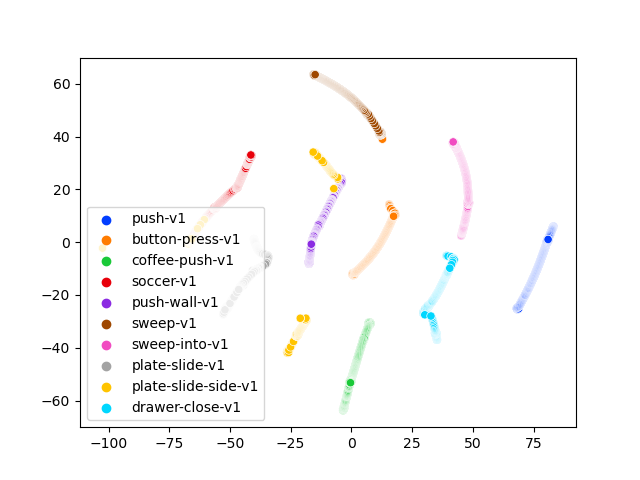 60
40
20
0
−20
−40
−60
push-v1
button-press-v1
coffee-push-v1
soccer-v1
push-wall-v1
sweep-v1
sweep-into-v1
plate-slide-v1
plate-slide-side-v1
drawer-close-v1
−100 −75 −50 −25 0 25 50 75